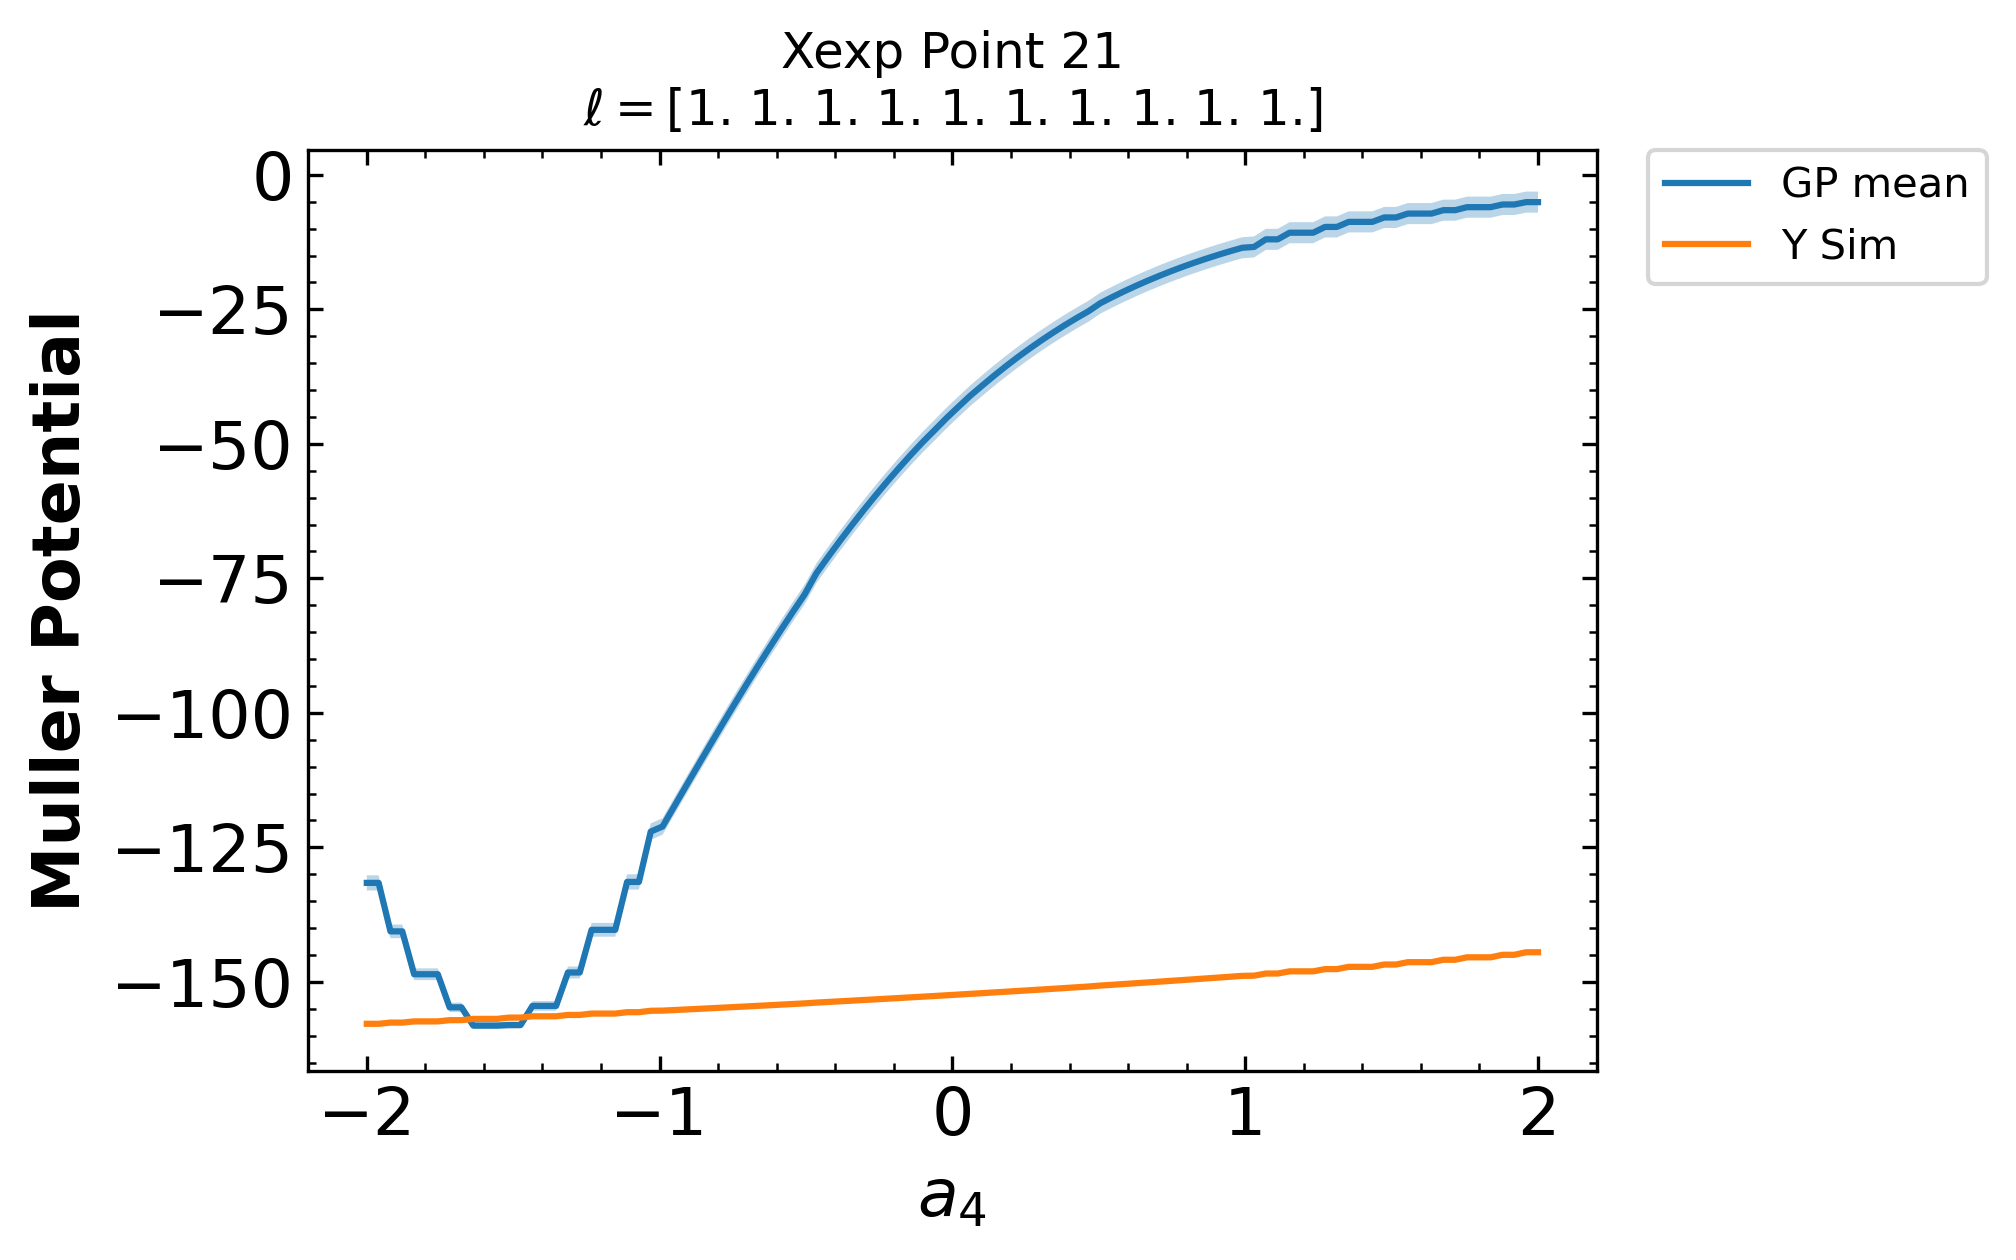 Xexp Point 21
ℓ = [1. 1. 1. 1. 1. 1. 1. 1. 1. 1.]
GP mean
Y Sim
Muller Potential
0
−25
−50
−75
−100
−125
−150
−2
−1
0
1
2
a₄